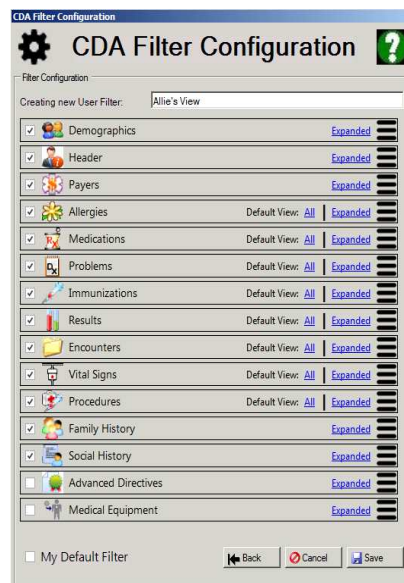 CDA Filter Configuration
CDA Filter Configuration ?
Filter Configuration
Creating new User Filter: Allie's View
Demographics Expanded
Header Expanded
Payers Expanded
Allergies Default View: All | Expanded
Medications Default View: All | Expanded
Problems Default View: All | Expanded
Immunizations Default View: All | Expanded
Results Default View: All | Expanded
Encounters Default View: All | Expanded
Vital Signs Default View: All | Expanded
Procedures Default View: All | Expanded
Family History Expanded
Social History Expanded
Advanced Directives Expanded
Medical Equipment Expanded
My Default Filter Back Cancel Save